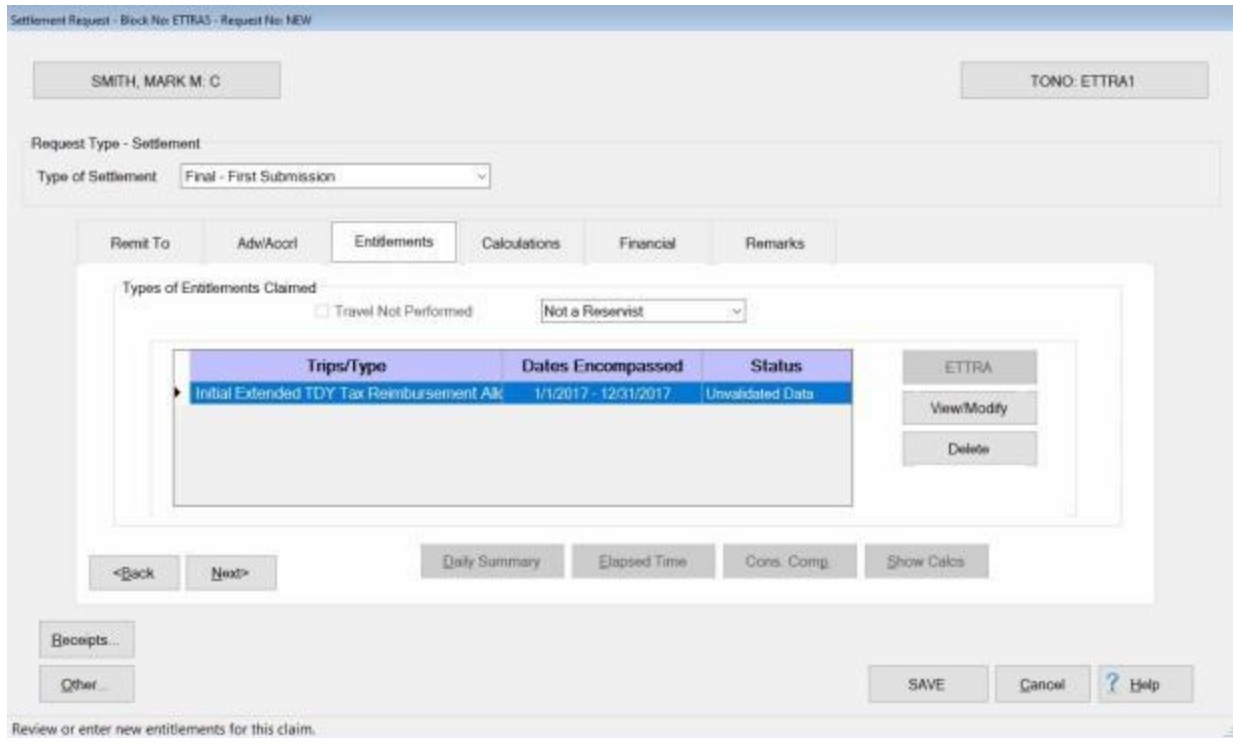 Settlement Request - Block No: ETTRA5 - Request No: NEW
SMITH, MARK M: C
TONO: ETTRA1
Request Type - Settlement
Type of Settlement
Final - First Submission
Remit To
Adv/Accrl
Entitlements
Calculations
Financial
Remarks
Types of Entitlements Claimed
Travel Not Performed
Not a Reservist
Trips/Type Dates Encompassed Status
Initial Extended TDY Tax Reimbursement Allo 1/1/2017 - 12/31/2017 Unvalidated Data
ETTRA
View/Modify
Delete
<Back
Next>
Daily Summary
Elapsed Time
Cons. Comp.
Show Calcs
Receipts...
Other...
SAVE
Cancel
? Help
Review or enter new entitlements for this claim.